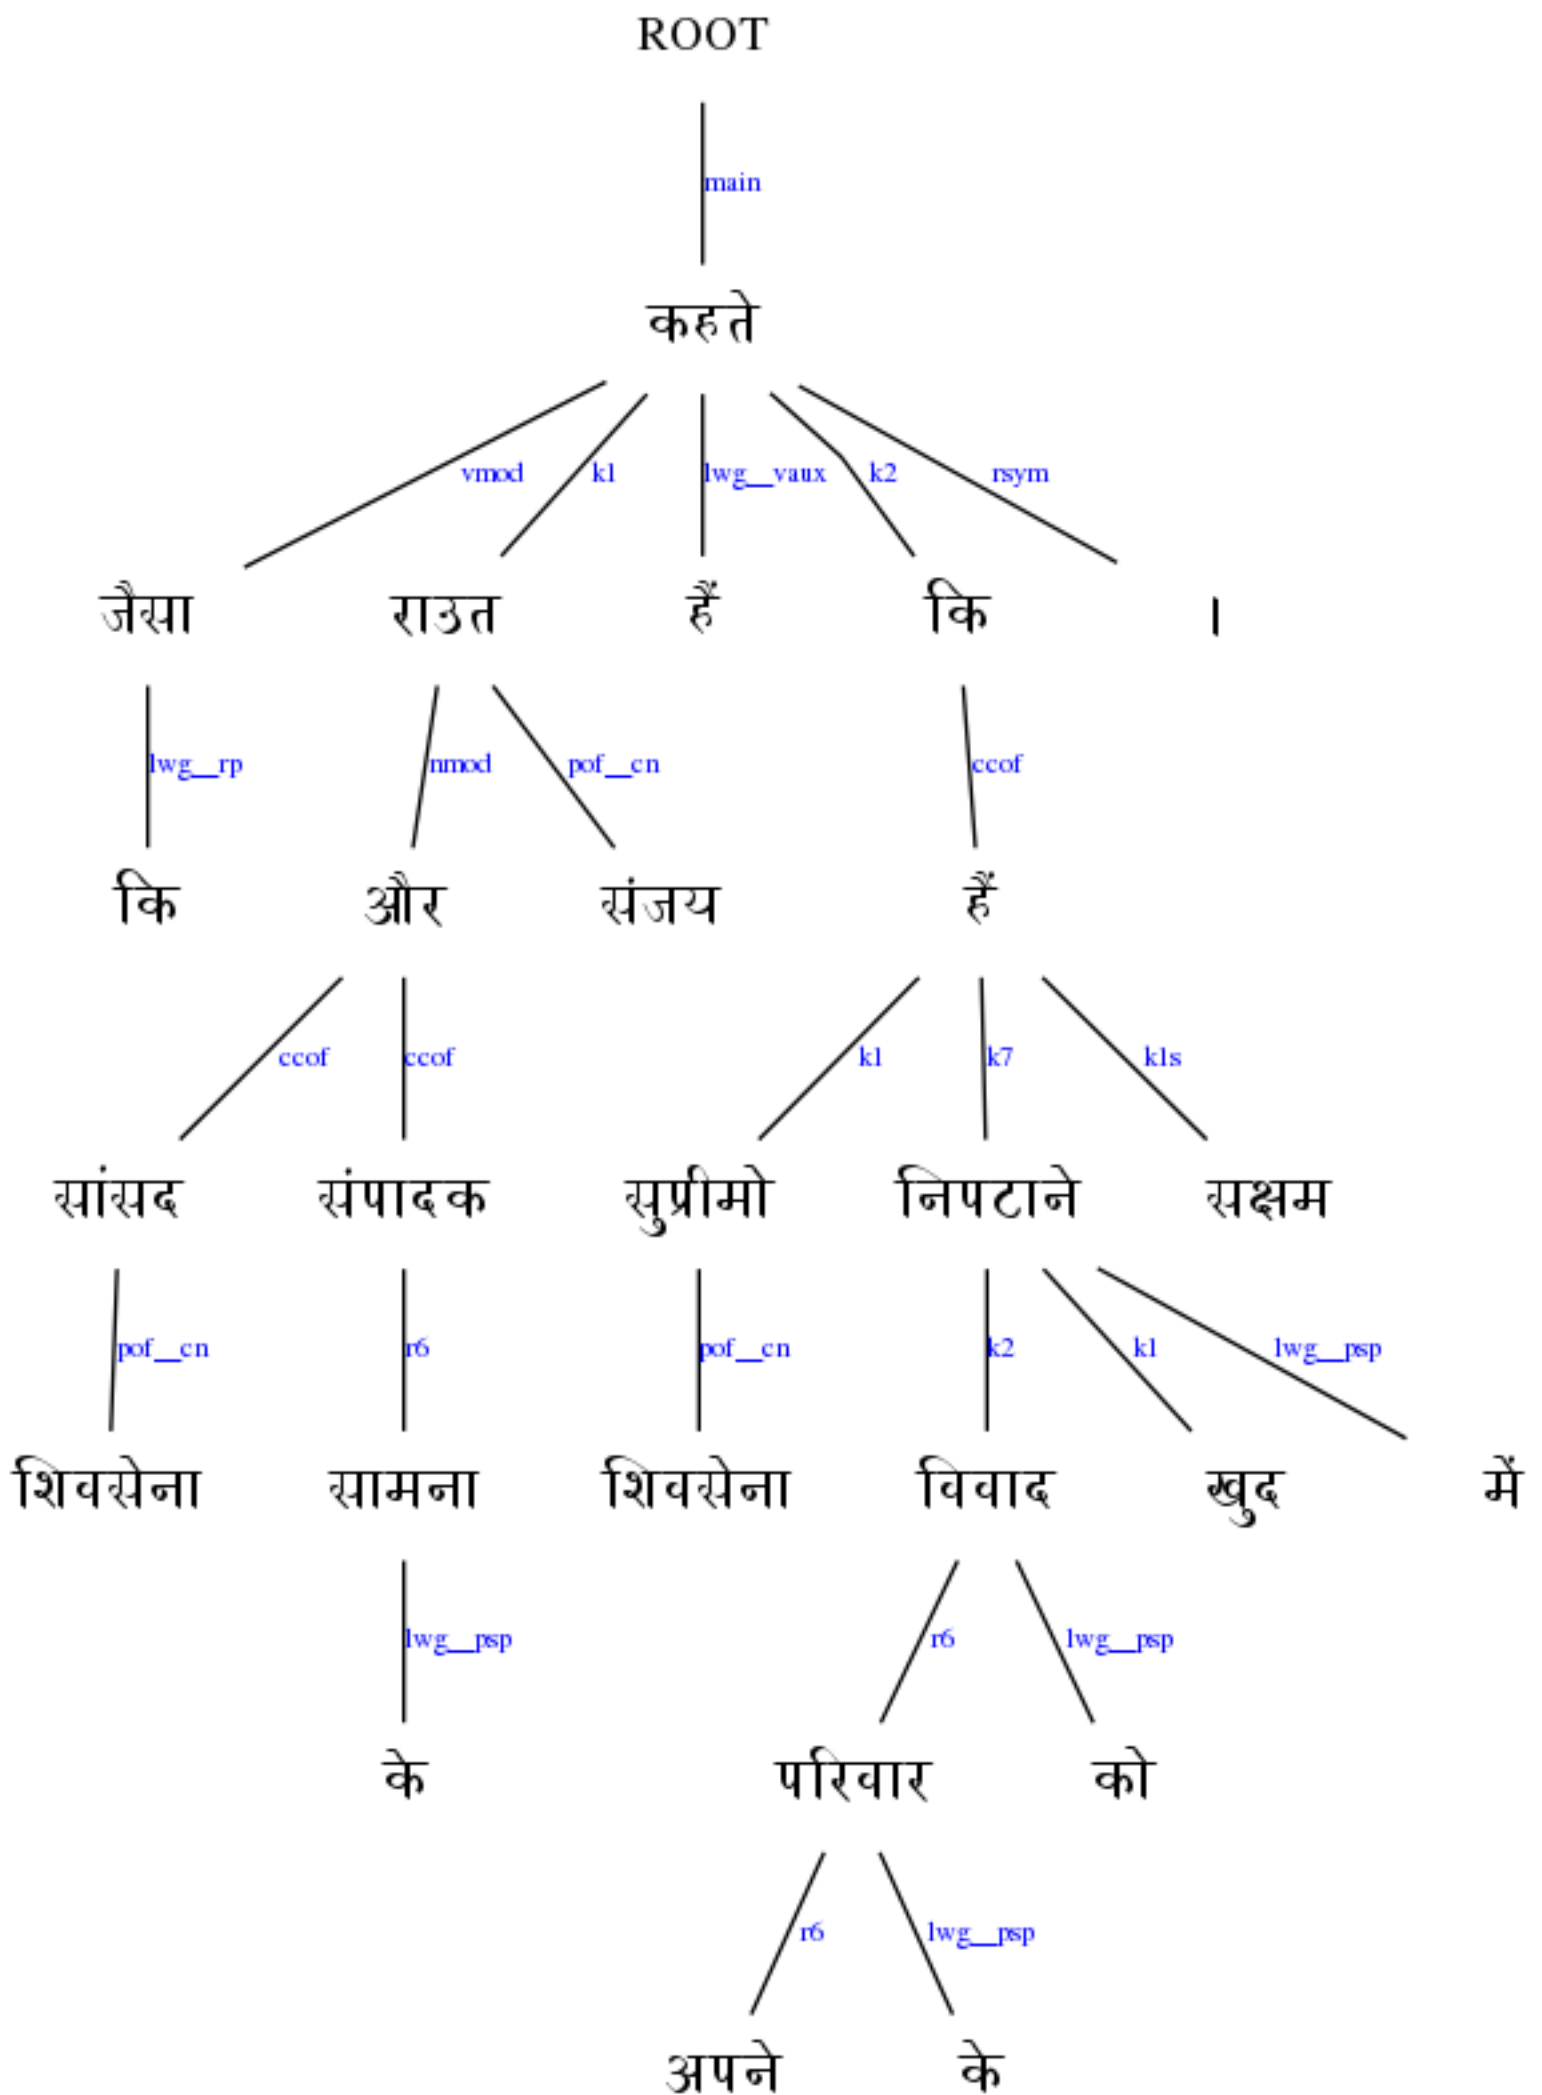 ROOT
main
कहते
vmod k1 lwg__vaux k2 rsym
जैसा राउत हैं कि ।
lwg__rp nmod pof__cn ccof
कि और संजय हैं
ccof ccof k1 k7 k1s
सांसद संपादक सुप्रीमो निपटाने सक्षम
pof__cn r6 pof__cn k2 k1 lwg__psp
शिवसेना सामना शिवसेना विवाद खुद में
lwg__psp r6 lwg__psp
के परिवार को
r6 lwg__psp
अपने के